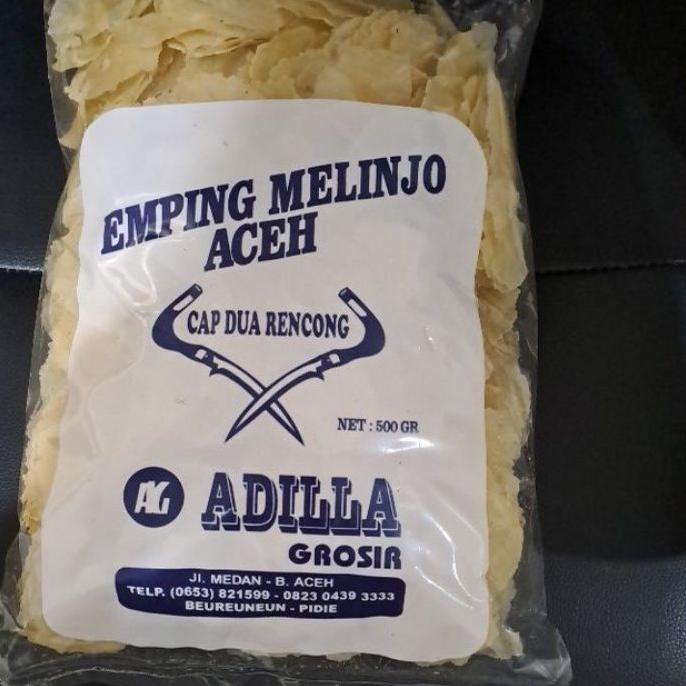 EMPING MELINJO
ACEH
CAP DUA RENCONG
NET : 500 GR
AG ADILLA
GROSIR
Jl. MEDAN - B. ACEH
TELP. (0653) 821599 - 0823 0439 3333
BEUREUNEUN - PIDIE